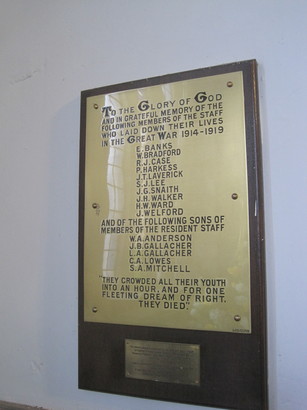 TO THE GLORY OF GOD
AND IN GRATEFUL MEMORY OF THE
FOLLOWING MEMBERS OF THE STAFF
WHO LAID DOWN THEIR LIVES
IN THE GREAT WAR 1914-1919
E. BANKS
W. BRADFORD
R. J. CASE
P. HARKESS
J. T. LAVERICK
S. J. LEE
J. G. SNAITH
J. H. WALKER
H. W. WARD
J. WELFORD
AND OF THE FOLLOWING SONS OF
MEMBERS OF THE RESIDENT STAFF
W. A. ANDERSON
J. B. GALLACHER
L. A. GALLACHER
C. A. LOWES
S. A. MITCHELL
"THEY CROWDED ALL THEIR YOUTH
INTO AN HOUR, AND FOR ONE
FLEETING DREAM OF RIGHT,
THEY DIED."